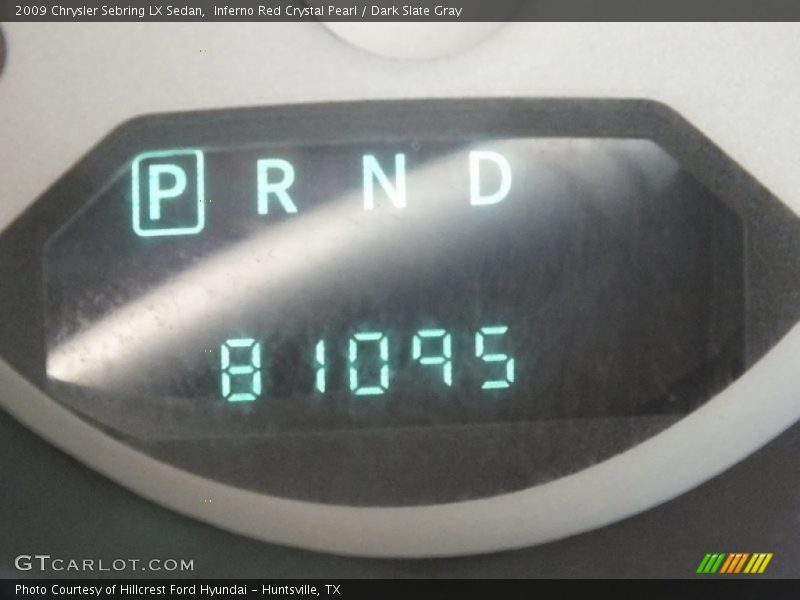 2009 Chrysler Sebring LX Sedan,  Inferno Red Crystal Pearl / Dark Slate Gray
P R N D
81095
GTCARLOT.COM
Photo Courtesy of Hillcrest Ford Hyundai - Huntsville, TX